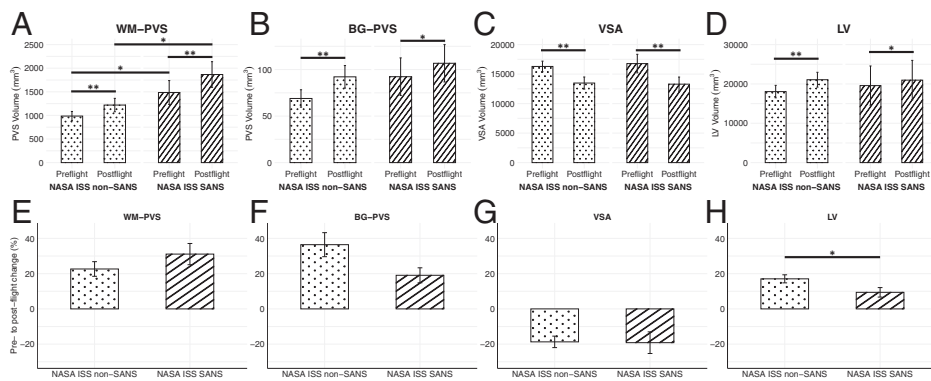 A WM−PVS
PVS Volume (mm³)
2500
2000
1500
1000
500
0
** * ** *
Preflight Postflight Preflight Postflight
NASA ISS non−SANS NASA ISS SANS
B BG−PVS
PVS Volume (mm³)
100
50
0
** *
Preflight Postflight Preflight Postflight
NASA ISS non−SANS NASA ISS SANS
C VSA
VSA Volume (mm³)
20000
15000
10000
5000
0
** **
Preflight Postflight Preflight Postflight
NASA ISS non−SANS NASA ISS SANS
D LV
LV Volume (mm³)
30000
20000
10000
0
** *
Preflight Postflight Preflight Postflight
NASA ISS non−SANS NASA ISS SANS
E WM−PVS
Pre− to post−flight change (%)
40
20
0
−20
NASA ISS non−SANS NASA ISS SANS
F BG−PVS
40
20
0
−20
NASA ISS non−SANS NASA ISS SANS
G VSA
40
20
0
−20
NASA ISS non−SANS NASA ISS SANS
H LV
40
20
0
−20
*
NASA ISS non−SANS NASA ISS SANS